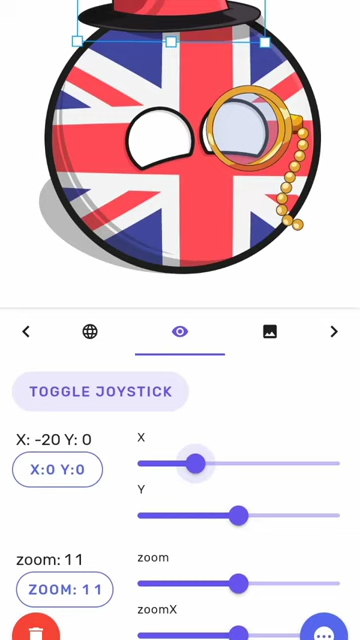 TOGGLE JOYSTICK
X: -20 Y: 0
X
X:0 Y:0
Y
zoom: 1 1
zoom
ZOOM: 1 1
zoomX